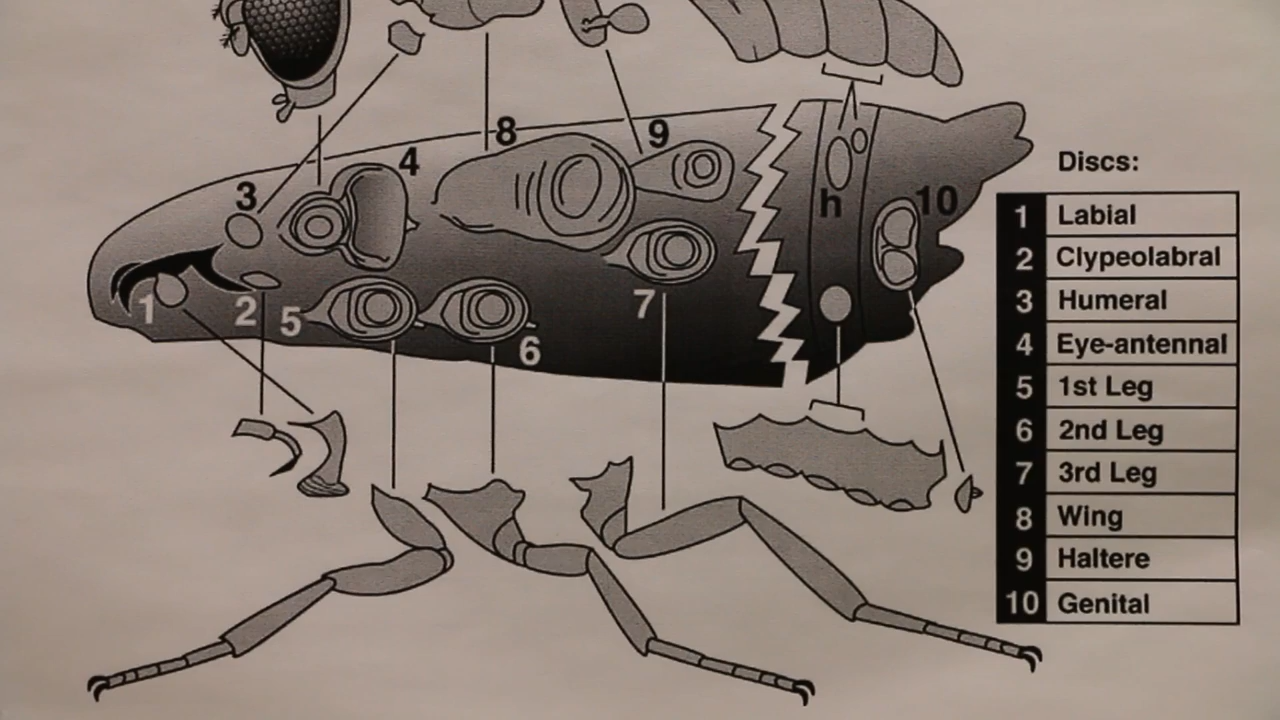 8
9
4
3
h
10
1
2
5
7
6
Discs:
1 Labial
2 Clypeolabral
3 Humeral
4 Eye-antennal
5 1st Leg
6 2nd Leg
7 3rd Leg
8 Wing
9 Haltere
10 Genital